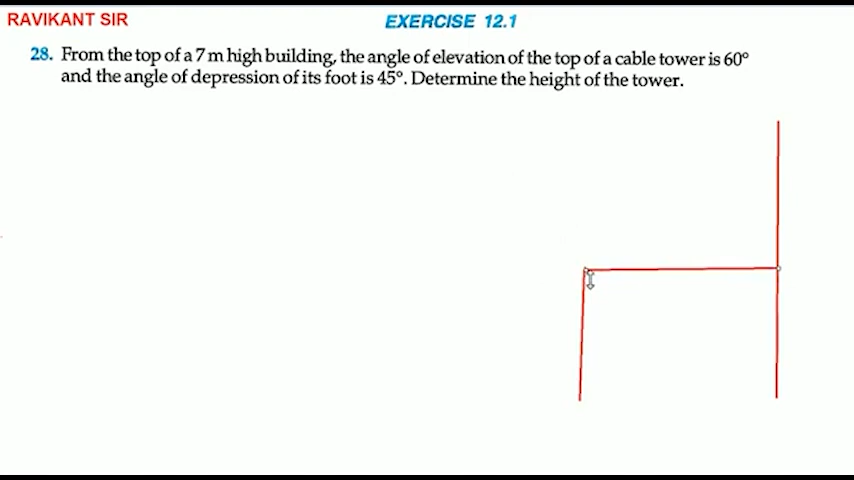 RAVIKANT SIR
EXERCISE 12.1
28. From the top of a 7 m high building, the angle of elevation of the top of a cable tower is 60°
and the angle of depression of its foot is 45°. Determine the height of the tower.